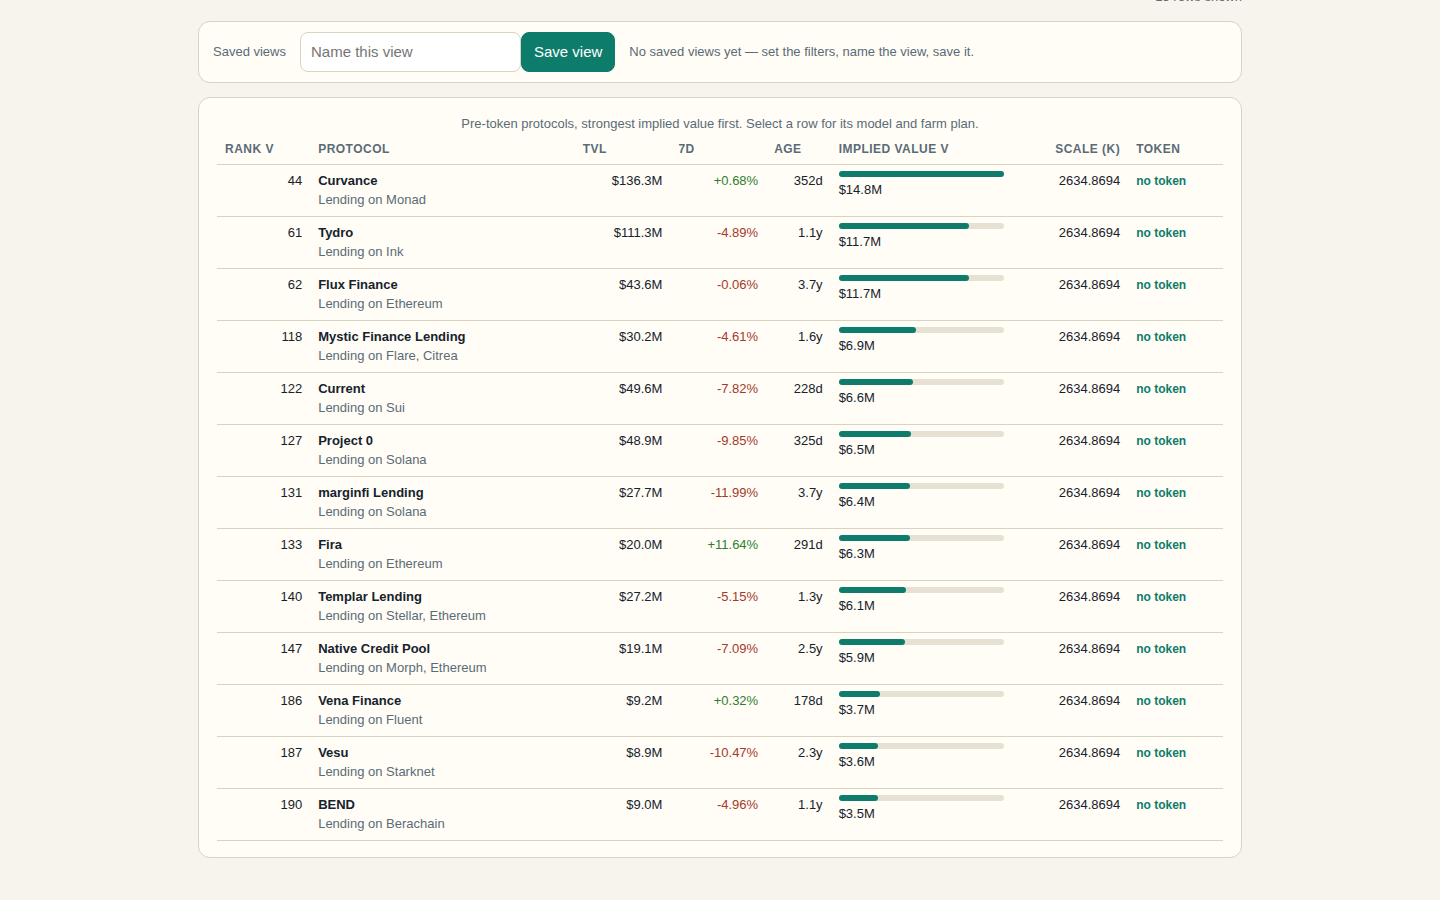 Saved views Name this view Save view No saved views yet — set the filters, name the view, save it.
Pre-token protocols, strongest implied value first. Select a row for its model and farm plan.
RANK V PROTOCOL TVL 7D AGE IMPLIED VALUE V SCALE (K) TOKEN
44 Curvance $136.3M +0.68% 352d $14.8M 2634.8694 no token
Lending on Monad
61 Tydro $111.3M -4.89% 1.1y $11.7M 2634.8694 no token
Lending on Ink
62 Flux Finance $43.6M -0.06% 3.7y $11.7M 2634.8694 no token
Lending on Ethereum
118 Mystic Finance Lending $30.2M -4.61% 1.6y $6.9M 2634.8694 no token
Lending on Flare, Citrea
122 Current $49.6M -7.82% 228d $6.6M 2634.8694 no token
Lending on Sui
127 Project 0 $48.9M -9.85% 325d $6.5M 2634.8694 no token
Lending on Solana
131 marginfi Lending $27.7M -11.99% 3.7y $6.4M 2634.8694 no token
Lending on Solana
133 Fira $20.0M +11.64% 291d $6.3M 2634.8694 no token
Lending on Ethereum
140 Templar Lending $27.2M -5.15% 1.3y $6.1M 2634.8694 no token
Lending on Stellar, Ethereum
147 Native Credit Pool $19.1M -7.09% 2.5y $5.9M 2634.8694 no token
Lending on Morph, Ethereum
186 Vena Finance $9.2M +0.32% 178d $3.7M 2634.8694 no token
Lending on Fluent
187 Vesu $8.9M -10.47% 2.3y $3.6M 2634.8694 no token
Lending on Starknet
190 BEND $9.0M -4.96% 1.1y $3.5M 2634.8694 no token
Lending on Berachain